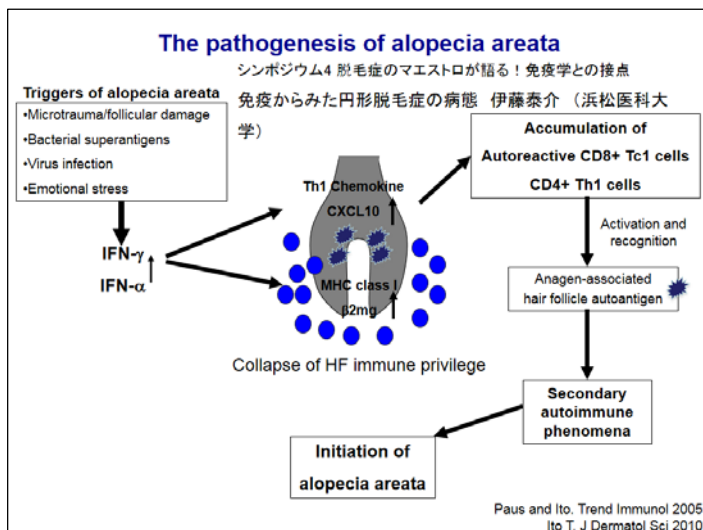 The pathogenesis of alopecia areata
シンポジウム4 脱毛症のマエストロが語る！免疫学との接点
免疫からみた円形脱毛症の病態 伊藤泰介 （浜松医科大
学）
Triggers of alopecia areata
•Microtrauma/follicular damage
•Bacterial superantigens
•Virus infection
•Emotional stress
IFN-γ
IFN-α
Th1 Chemokine
CXCL10
MHC class I
β2mg
Collapse of HF immune privilege
Accumulation of
Autoreactive CD8+ Tc1 cells
CD4+ Th1 cells
Activation and
recognition
Anagen-associated
hair follicle autoantigen
Secondary
autoimmune
phenomena
Initiation of
alopecia areata
Paus and Ito. Trend Immunol 2005
Ito T. J Dermatol Sci 2010